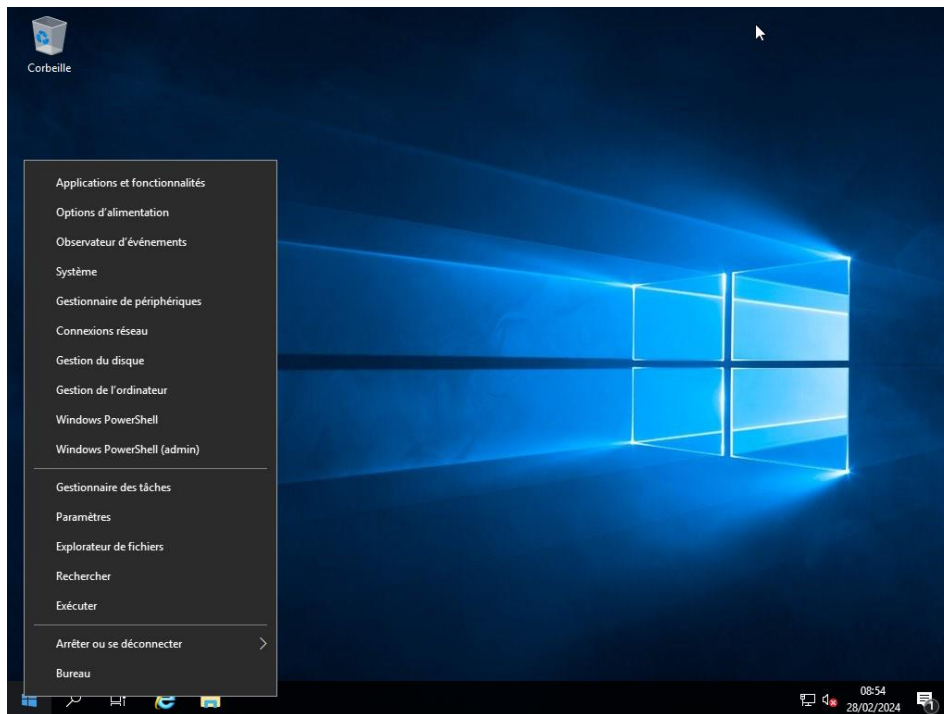 Corbeille
Applications et fonctionnalités
Options d'alimentation
Observateur d'événements
Système
Gestionnaire de périphériques
Connexions réseau
Gestion du disque
Gestion de l'ordinateur
Windows PowerShell
Windows PowerShell (admin)
Gestionnaire des tâches
Paramètres
Explorateur de fichiers
Rechercher
Exécuter
Arrêter ou se déconnecter
Bureau
08:54
28/02/2024
1